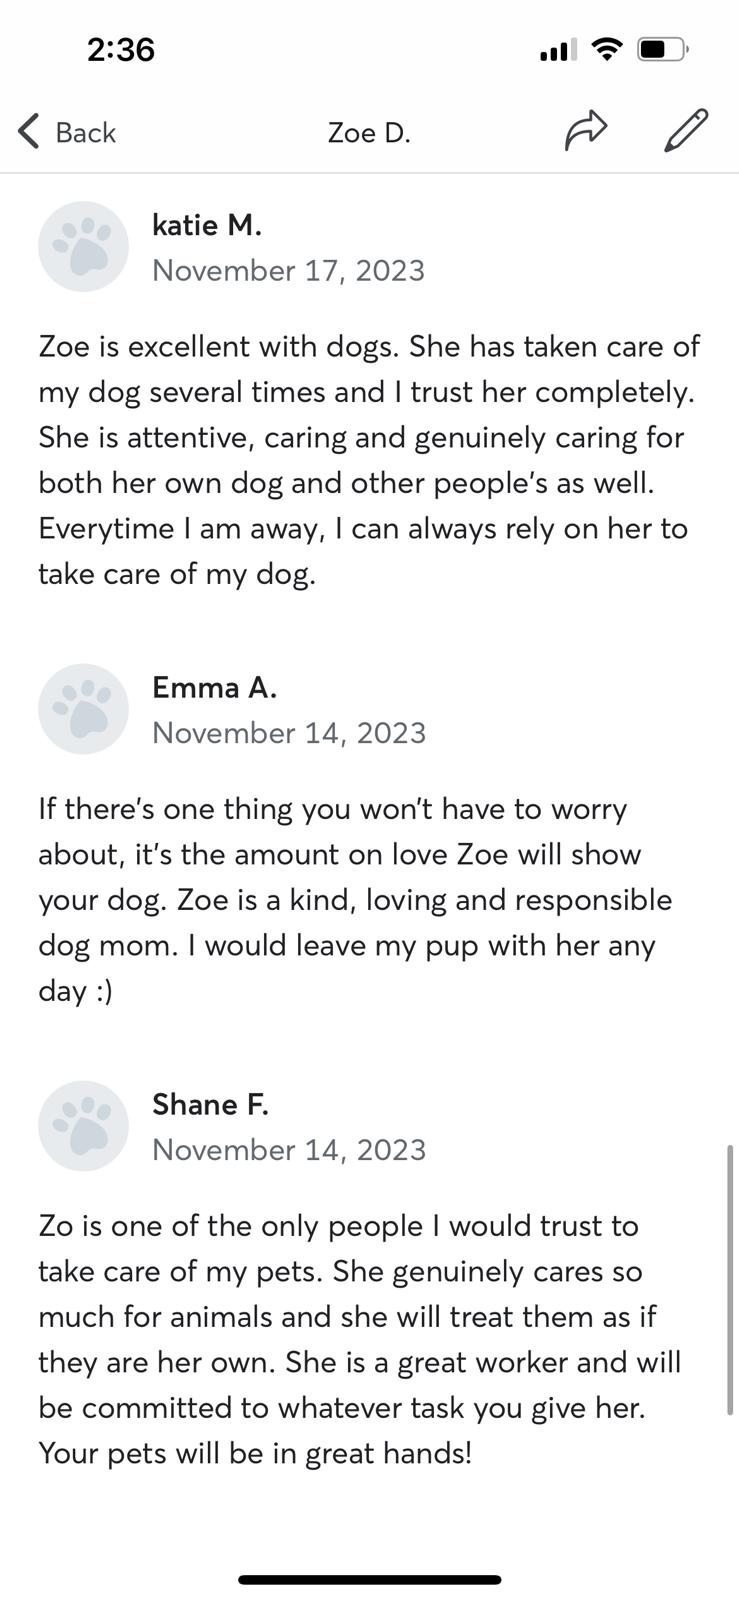 2:36
Back
Zoe D.
katie M.
November 17, 2023
Zoe is excellent with dogs. She has taken care of
my dog several times and I trust her completely.
She is attentive, caring and genuinely caring for
both her own dog and other people's as well.
Everytime I am away, I can always rely on her to
take care of my dog.
Emma A.
November 14, 2023
If there's one thing you won't have to worry
about, it's the amount on love Zoe will show
your dog. Zoe is a kind, loving and responsible
dog mom. I would leave my pup with her any
day :)
Shane F.
November 14, 2023
Zo is one of the only people I would trust to
take care of my pets. She genuinely cares so
much for animals and she will treat them as if
they are her own. She is a great worker and will
be committed to whatever task you give her.
Your pets will be in great hands!